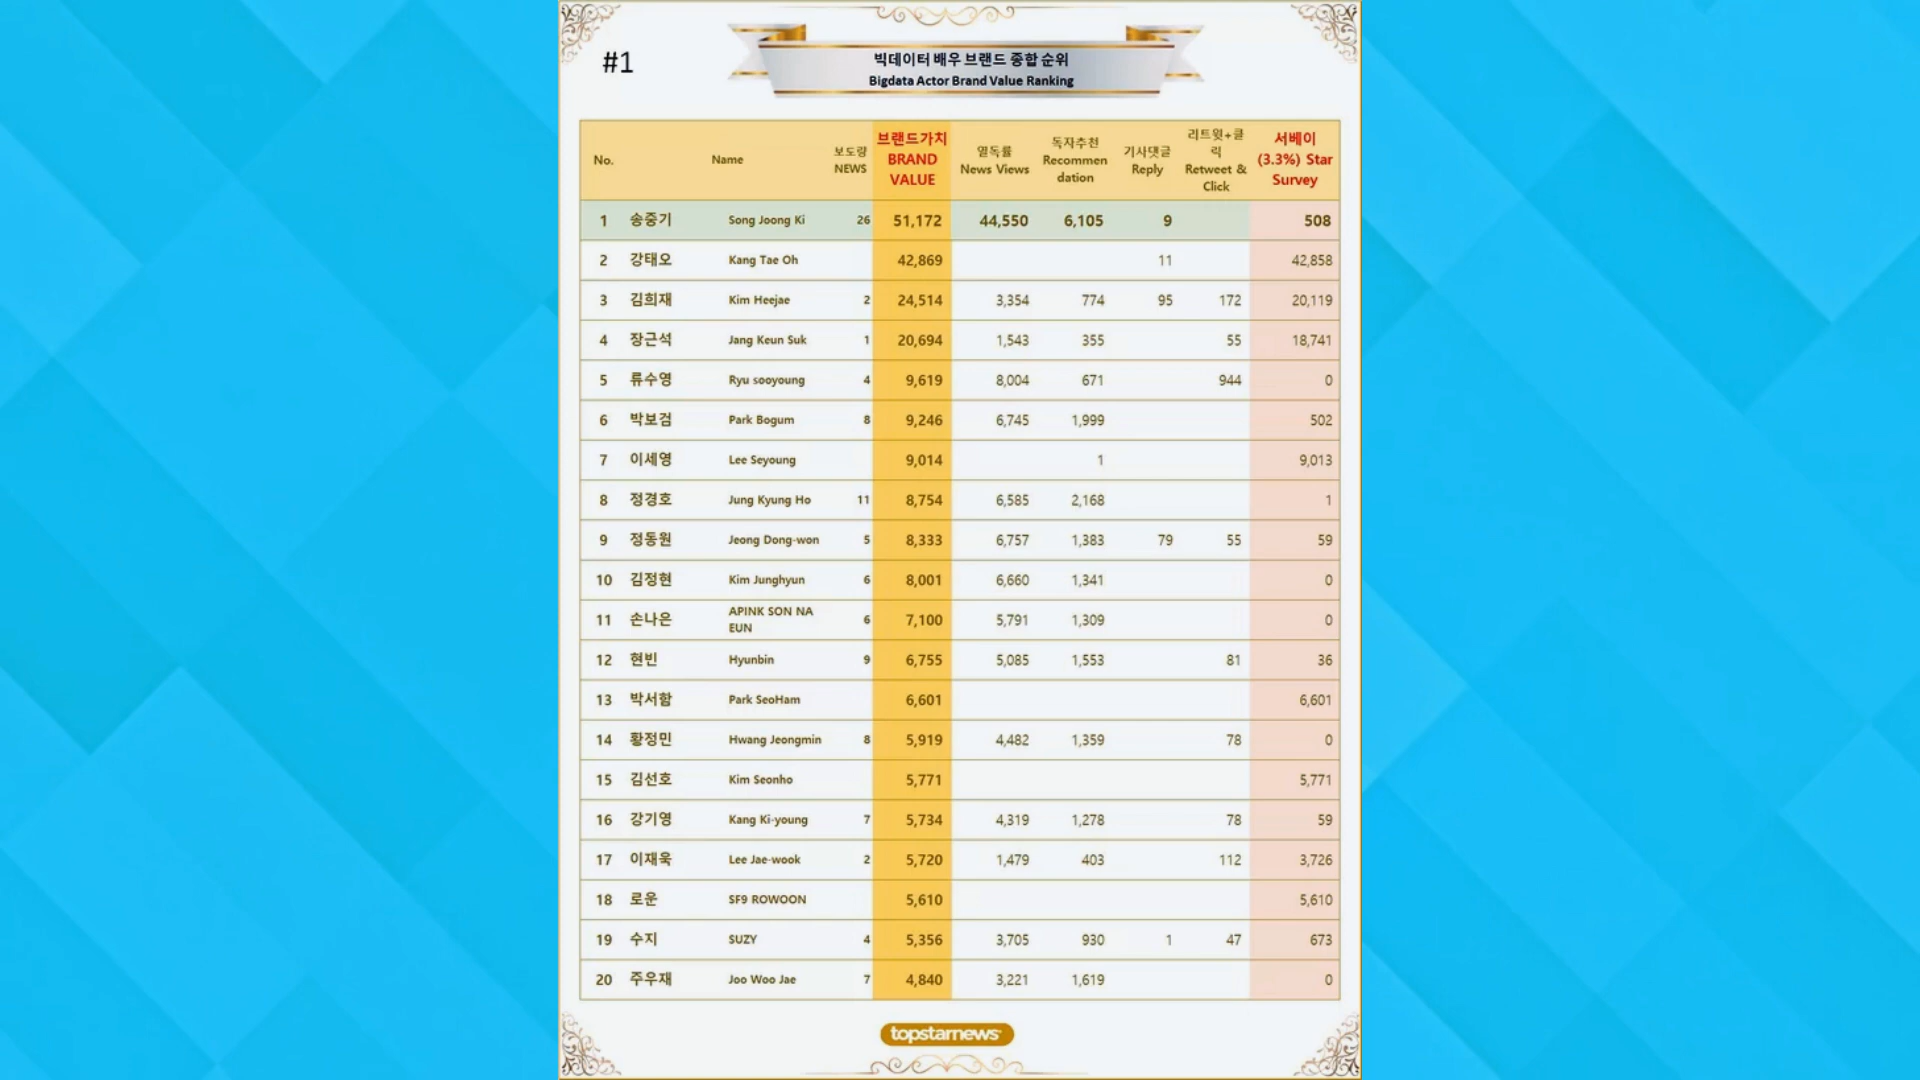 #1
빅데이터 배우 브랜드 종합 순위
Bigdata Actor Brand Value Ranking
No. Name 보도량 NEWS 브랜드가치 BRAND VALUE 열독률 News Views 독자추천 Recommendation 기사댓글 Reply 리트윗+클릭 Retweet & Click 서베이 (3.3%) Star Survey
1 송중기 Song Joong Ki 26 51,172 44,550 6,105 9 508
2 강태오 Kang Tae Oh 42,869 11 42,858
3 김희재 Kim Heejae 2 24,514 3,354 774 95 172 20,119
4 장근석 Jang Keun Suk 1 20,694 1,543 355 55 18,741
5 류수영 Ryu sooyoung 4 9,619 8,004 671 944 0
6 박보검 Park Bogum 8 9,246 6,745 1,999 502
7 이세영 Lee Seyoung 9,014 1 9,013
8 정경호 Jung Kyung Ho 11 8,754 6,585 2,168 1
9 정동원 Jeong Dong-won 5 8,333 6,757 1,383 79 55 59
10 김정현 Kim Junghyun 6 8,001 6,660 1,341 0
11 손나은 APINK SON NA EUN 6 7,100 5,791 1,309 0
12 현빈 Hyunbin 9 6,755 5,085 1,553 81 36
13 박서함 Park SeoHam 6,601 6,601
14 황정민 Hwang Jeongmin 8 5,919 4,482 1,359 78 0
15 김선호 Kim Seonho 5,771 5,771
16 강기영 Kang Ki-young 7 5,734 4,319 1,278 78 59
17 이재욱 Lee Jae-wook 2 5,720 1,479 403 112 3,726
18 로운 SF9 ROWOON 5,610 5,610
19 수지 SUZY 4 5,356 3,705 930 1 47 673
20 주우재 Joo Woo Jae 7 4,840 3,221 1,619 0
topstarnews